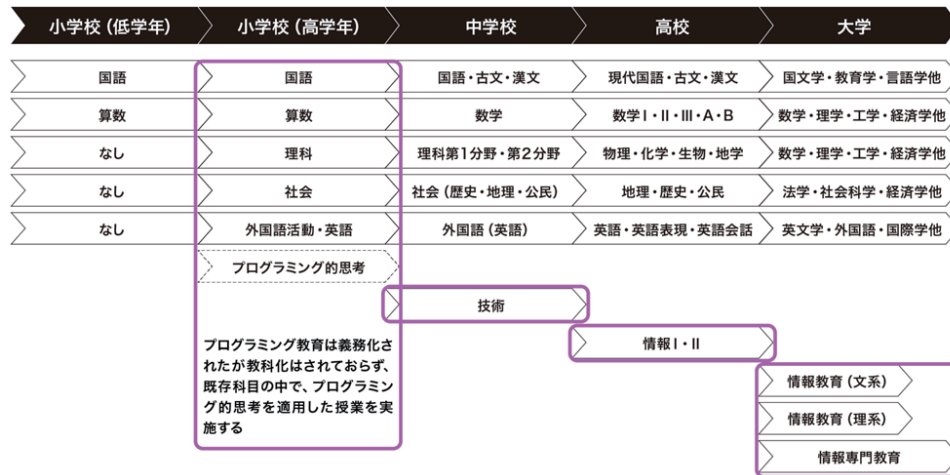 小学校（低学年） 小学校（高学年） 中学校 高校 大学
国語 国語 国語・古文・漢文 現代国語・古文・漢文 国文学・教育学・言語学他
算数 算数 数学 数学Ⅰ・Ⅱ・Ⅲ・A・B 数学・理学・工学・経済学他
なし 理科 理科第1分野・第2分野 物理・化学・生物・地学 数学・理学・工学・経済学他
なし 社会 社会（歴史・地理・公民） 地理・歴史・公民 法学・社会科学・経済学他
なし 外国語活動・英語 外国語（英語） 英語・英語表現・英語会話 英文学・外国語・国際学他
プログラミング的思考
技術
情報Ⅰ・Ⅱ
プログラミング教育は義務化さ
れたが教科化はされておらず、
既存科目の中で、プログラミン
グ的思考を適用した授業を実
施する
情報教育（文系）
情報教育（理系）
情報専門教育